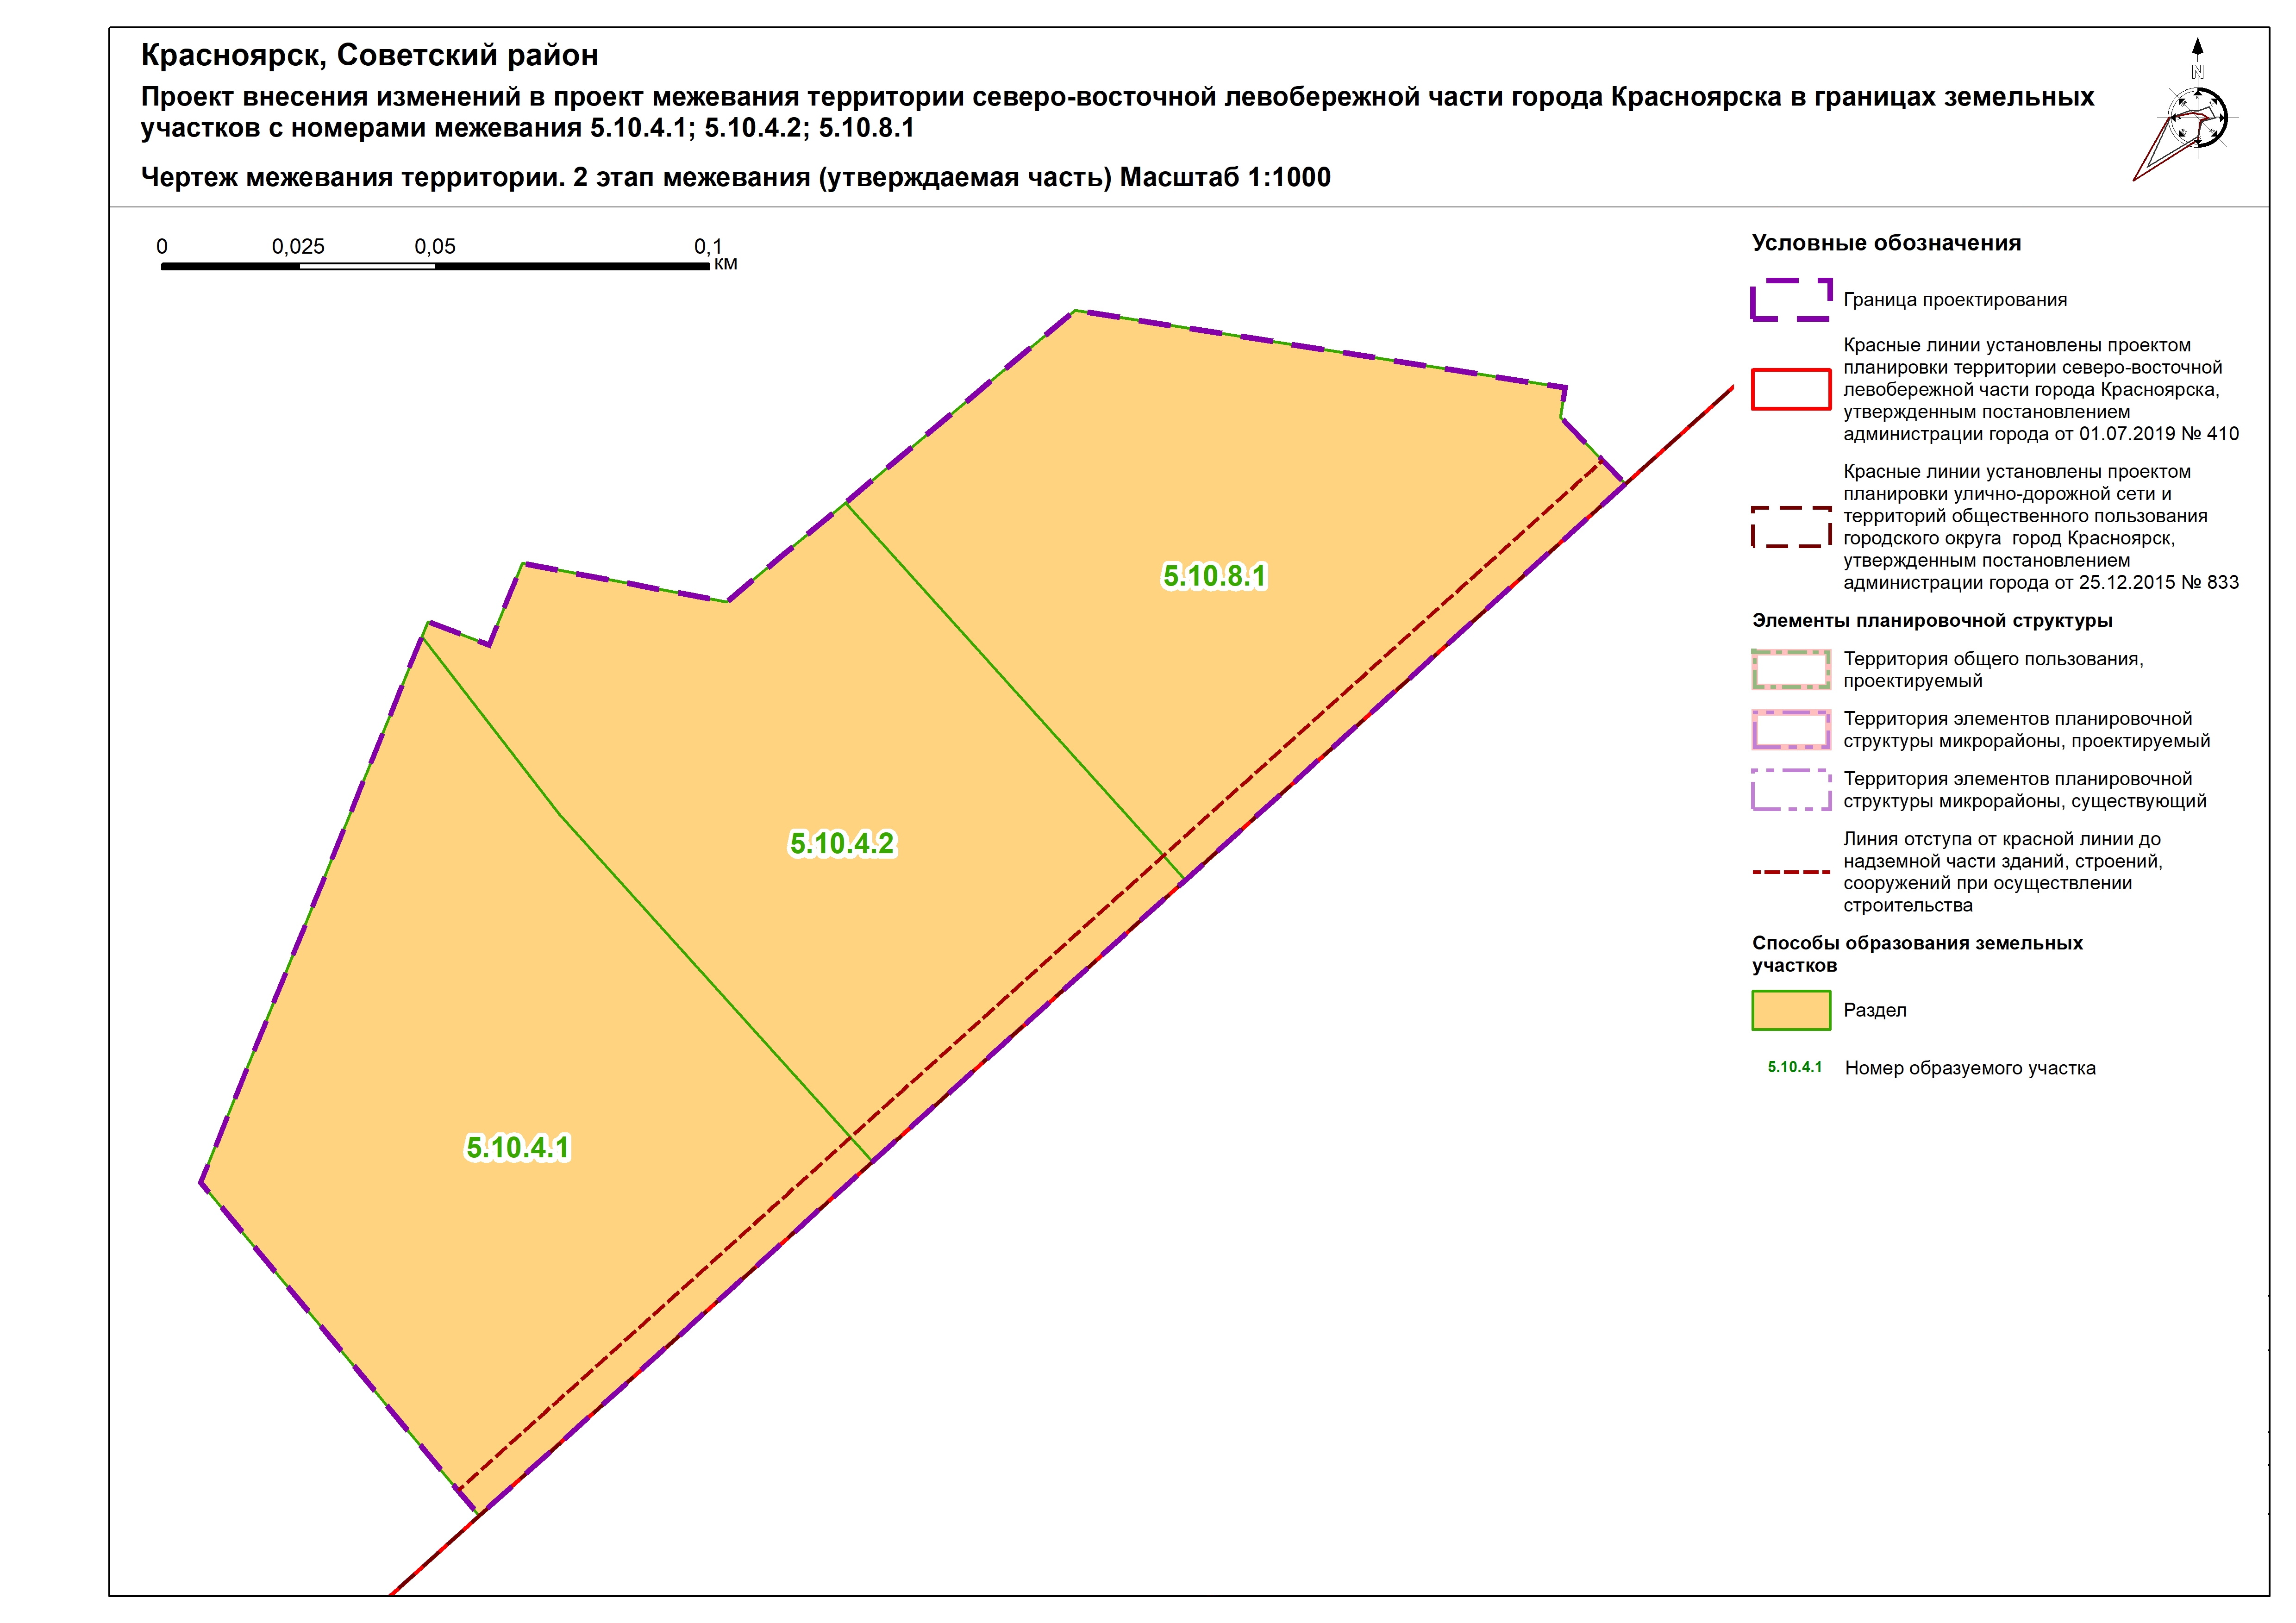 Красноярск, Советский район
Проект внесения изменений в проект межевания территории северо-восточной левобережной части города Красноярска в границах земельных
участков с номерами межевания 5.10.4.1; 5.10.4.2; 5.10.8.1
Чертеж межевания территории. 2 этап межевания (утверждаемая часть) Масштаб 1:1000
N
0 0,025 0,05 0,1
км
5.10.8.1
5.10.4.2
5.10.4.1
Условные обозначения
Граница проектирования
Красные линии установлены проектом
планировки территории северо-восточной
левобережной части города Красноярска,
утвержденным постановлением
администрации города от 01.07.2019 № 410
Красные линии установлены проектом
планировки улично-дорожной сети и
территорий общественного пользования
городского округа  город Красноярск,
утвержденным постановлением
администрации города от 25.12.2015 № 833
Элементы планировочной структуры
Территория общего пользования,
проектируемый
Территория элементов планировочной
структуры микрорайоны, проектируемый
Территория элементов планировочной
структуры микрорайоны, существующий
Линия отступа от красной линии до
надземной части зданий, строений,
сооружений при осуществлении
строительства
Способы образования земельных
участков
Раздел
5.10.4.1 Номер образуемого участка